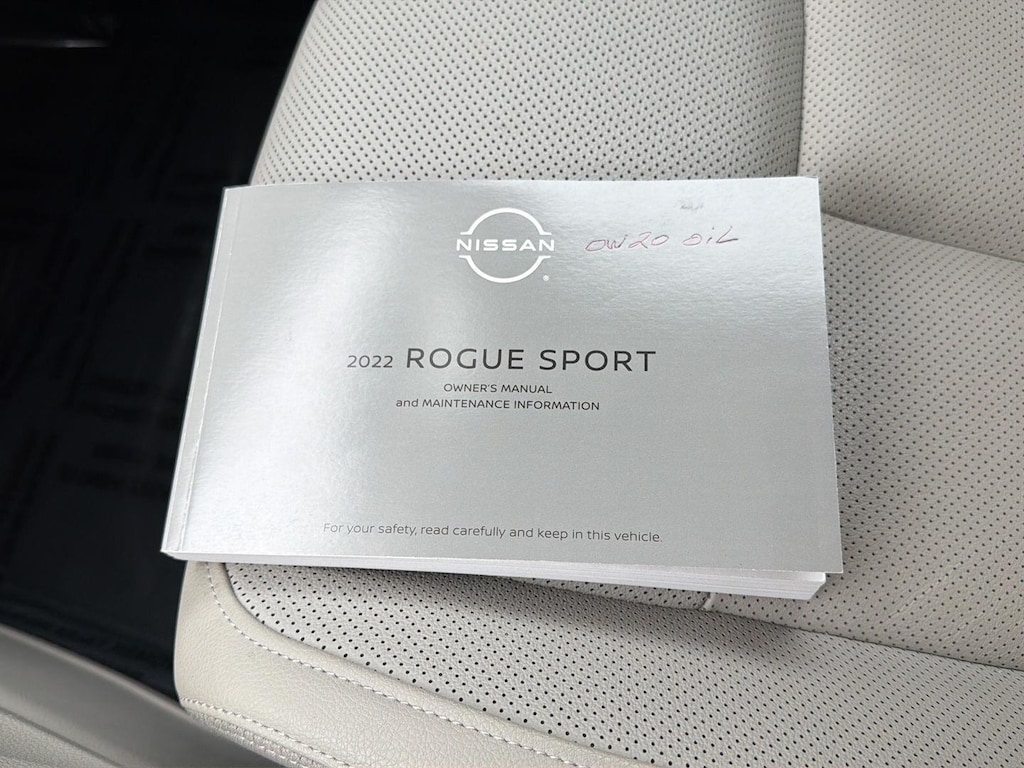 NISSAN
OW20 OiL
2022 ROGUE SPORT
OWNER'S MANUAL
and MAINTENANCE INFORMATION
For your safety, read carefully and keep in this vehicle.